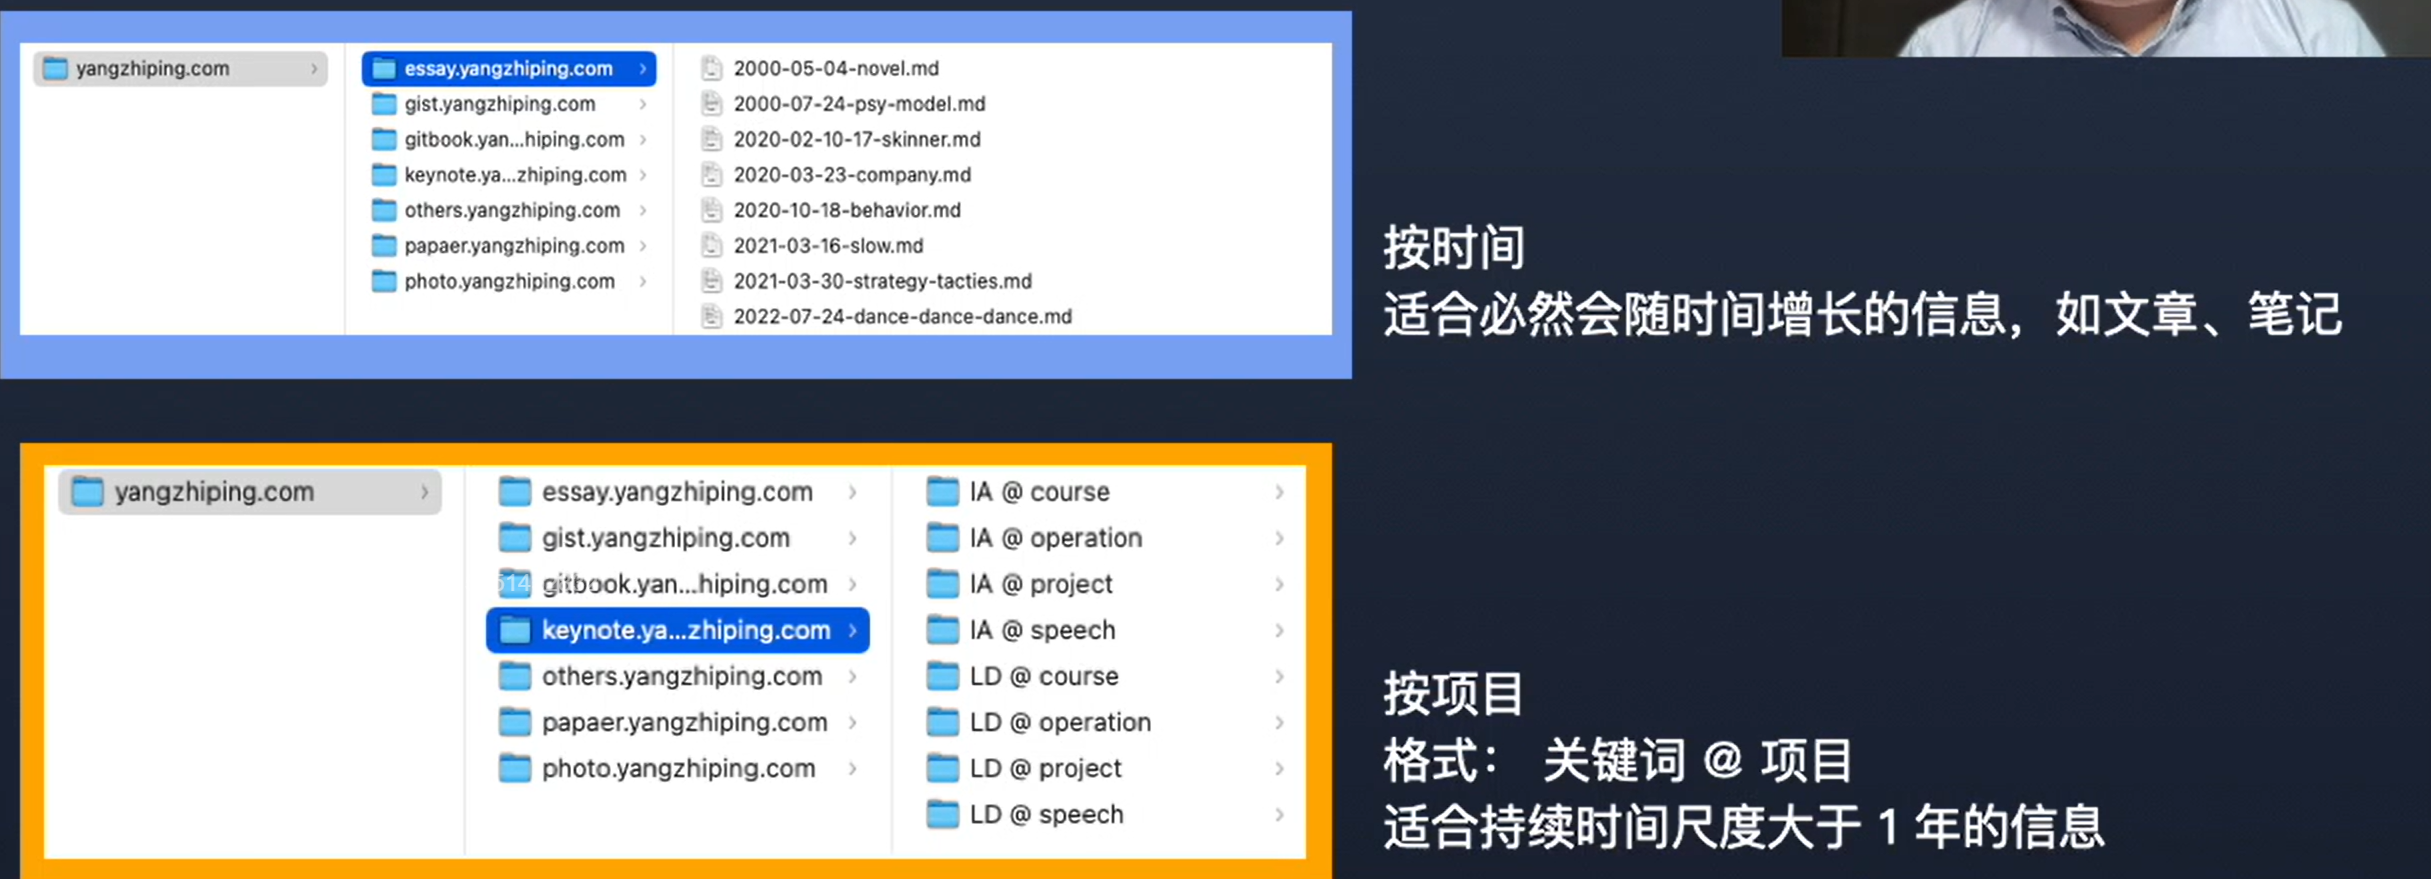 yangzhiping.com
essay.yangzhiping.com
gist.yangzhiping.com
gitbook.yan...hiping.com
keynote.ya...zhiping.com
others.yangzhiping.com
papaer.yangzhiping.com
photo.yangzhiping.com
2000-05-04-novel.md
2000-07-24-psy-model.md
2020-02-10-17-skinner.md
2020-03-23-company.md
2020-10-18-behavior.md
2021-03-16-slow.md
2021-03-30-strategy-tacties.md
2022-07-24-dance-dance-dance.md
按时间
适合必然会随时间增长的信息，如文章、笔记
yangzhiping.com
essay.yangzhiping.com
gist.yangzhiping.com
gitbook.yan...hiping.com
keynote.ya...zhiping.com
others.yangzhiping.com
papaer.yangzhiping.com
photo.yangzhiping.com
IA @ course
IA @ operation
IA @ project
IA @ speech
LD @ course
LD @ operation
LD @ project
LD @ speech
按项目
格式： 关键词 @ 项目
适合持续时间尺度大于 1 年的信息